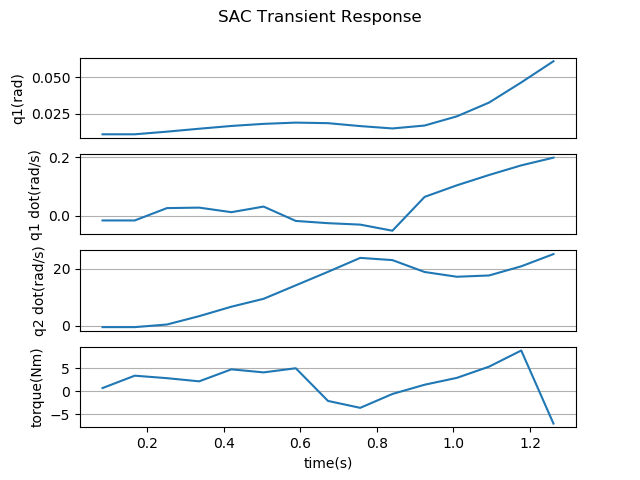 SAC Transient Response
q1(rad)
0.050
0.025
q1 dot(rad/s)
0.2
0.0
q2 dot(rad/s)
20
0
torque(Nm)
5
0
−5
0.2 0.4 0.6 0.8 1.0 1.2
time(s)